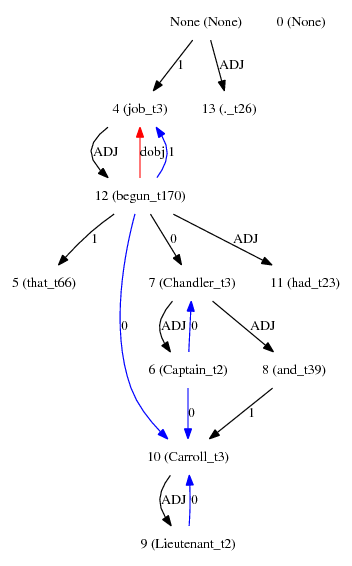 None (None) 0 (None)
1 ADJ
4 (job_t3) 13 (._t26)
ADJ dobj 1
12 (begun_t170)
1 0 ADJ
5 (that_t66) 7 (Chandler_t3) 11 (had_t23)
0 ADJ 0 ADJ
6 (Captain_t2) 8 (and_t39)
0 1
10 (Carroll_t3)
ADJ 0
9 (Lieutenant_t2)